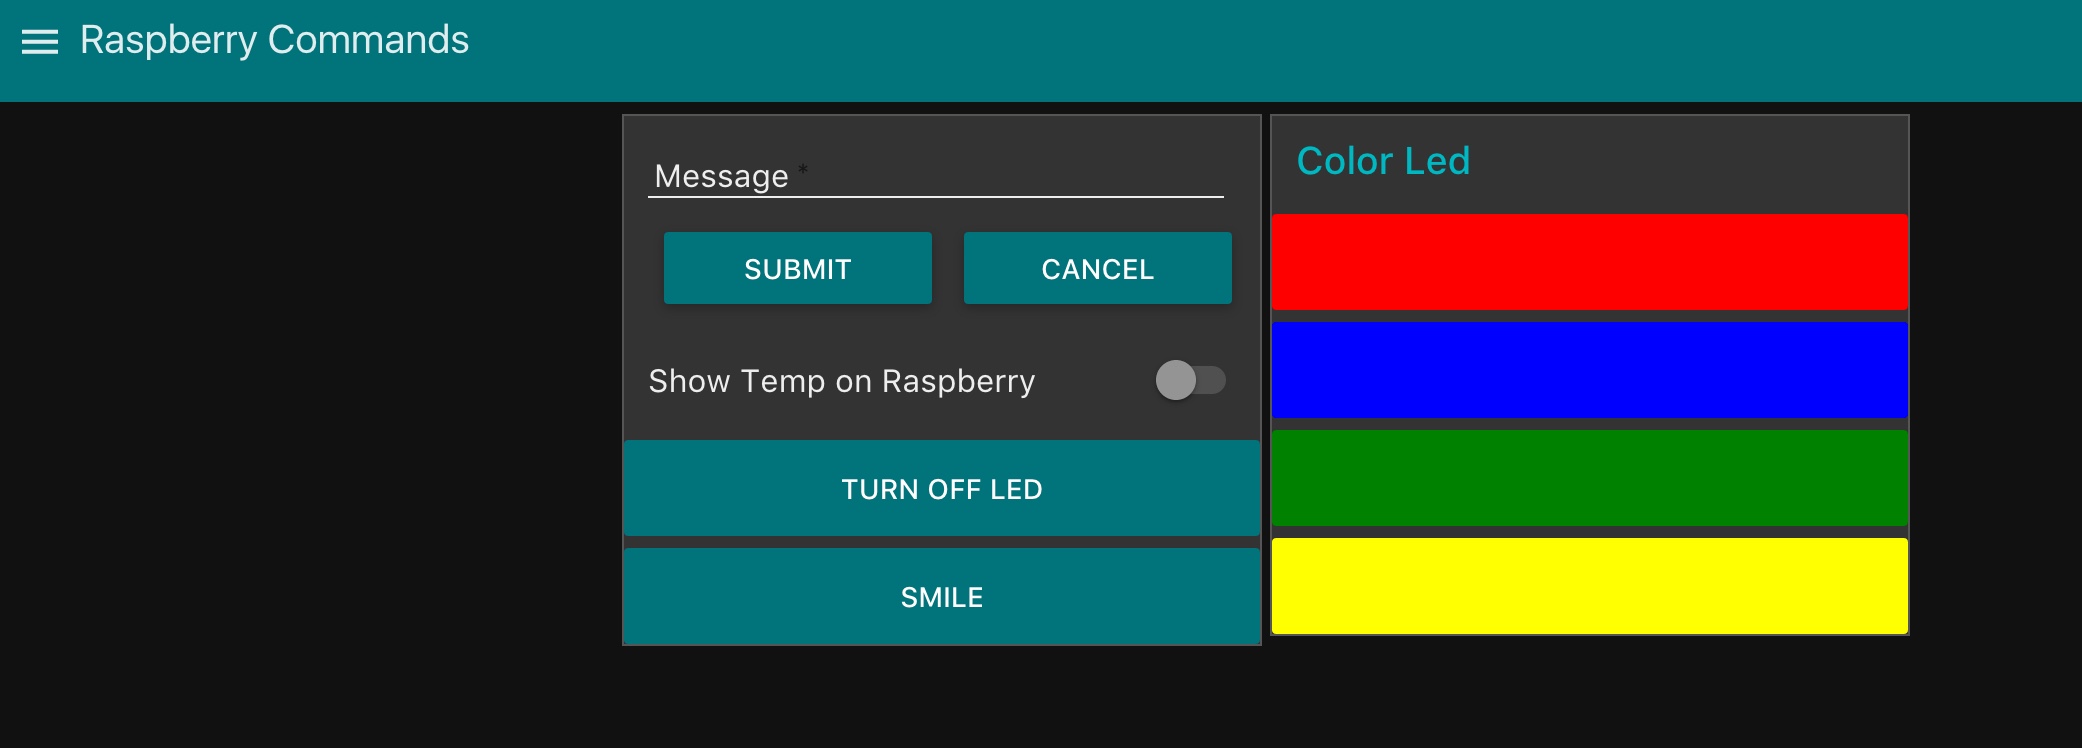 Raspberry Commands
Message *
SUBMIT
CANCEL
Show Temp on Raspberry
TURN OFF LED
SMILE
Color Led